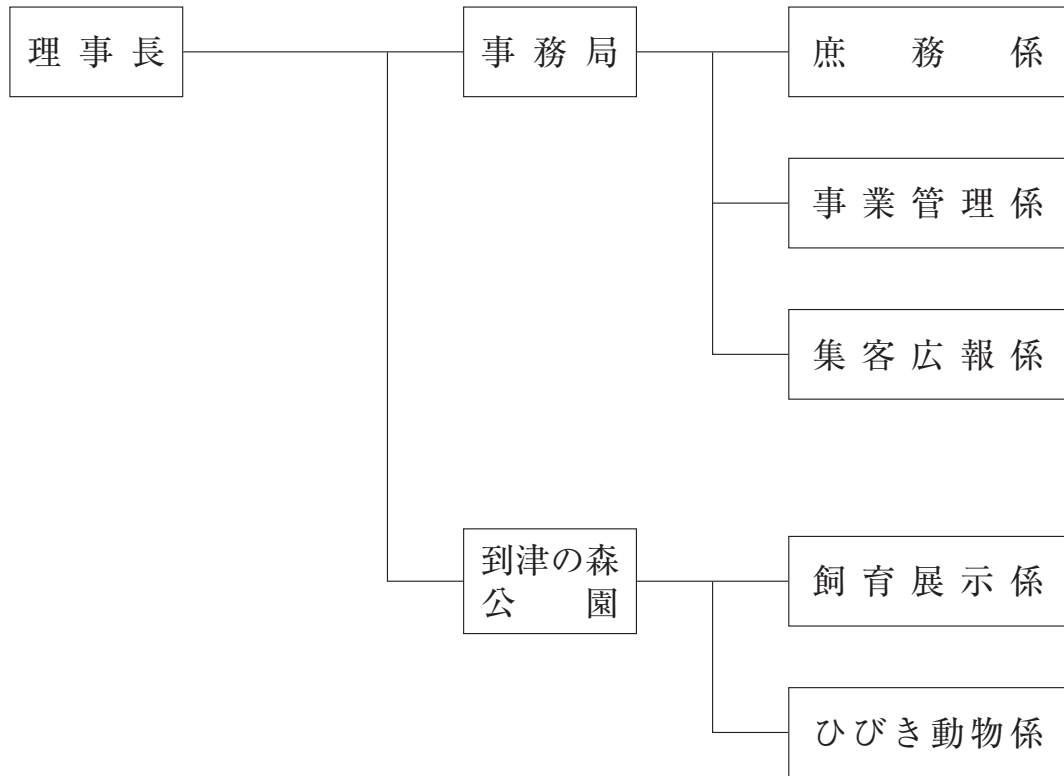 理事長
事務局
庶務係
事業管理係
集客広報係
到津の森
公園
飼育展示係
ひびき動物係